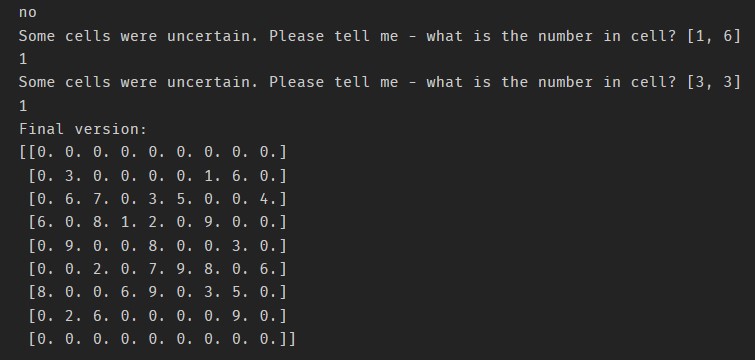 no
Some cells were uncertain. Please tell me - what is the number in cell? [1, 6]
1
Some cells were uncertain. Please tell me - what is the number in cell? [3, 3]
1
Final version:
[[0. 0. 0. 0. 0. 0. 0. 0. 0.]
[0. 3. 0. 0. 0. 0. 1. 6. 0.]
[0. 6. 7. 0. 3. 5. 0. 0. 4.]
[6. 0. 8. 1. 2. 0. 9. 0. 0.]
[0. 9. 0. 0. 8. 0. 0. 3. 0.]
[0. 0. 2. 0. 7. 9. 8. 0. 6.]
[8. 0. 0. 6. 9. 0. 3. 5. 0.]
[0. 2. 6. 0. 0. 0. 0. 9. 0.]
[0. 0. 0. 0. 0. 0. 0. 0. 0.]]